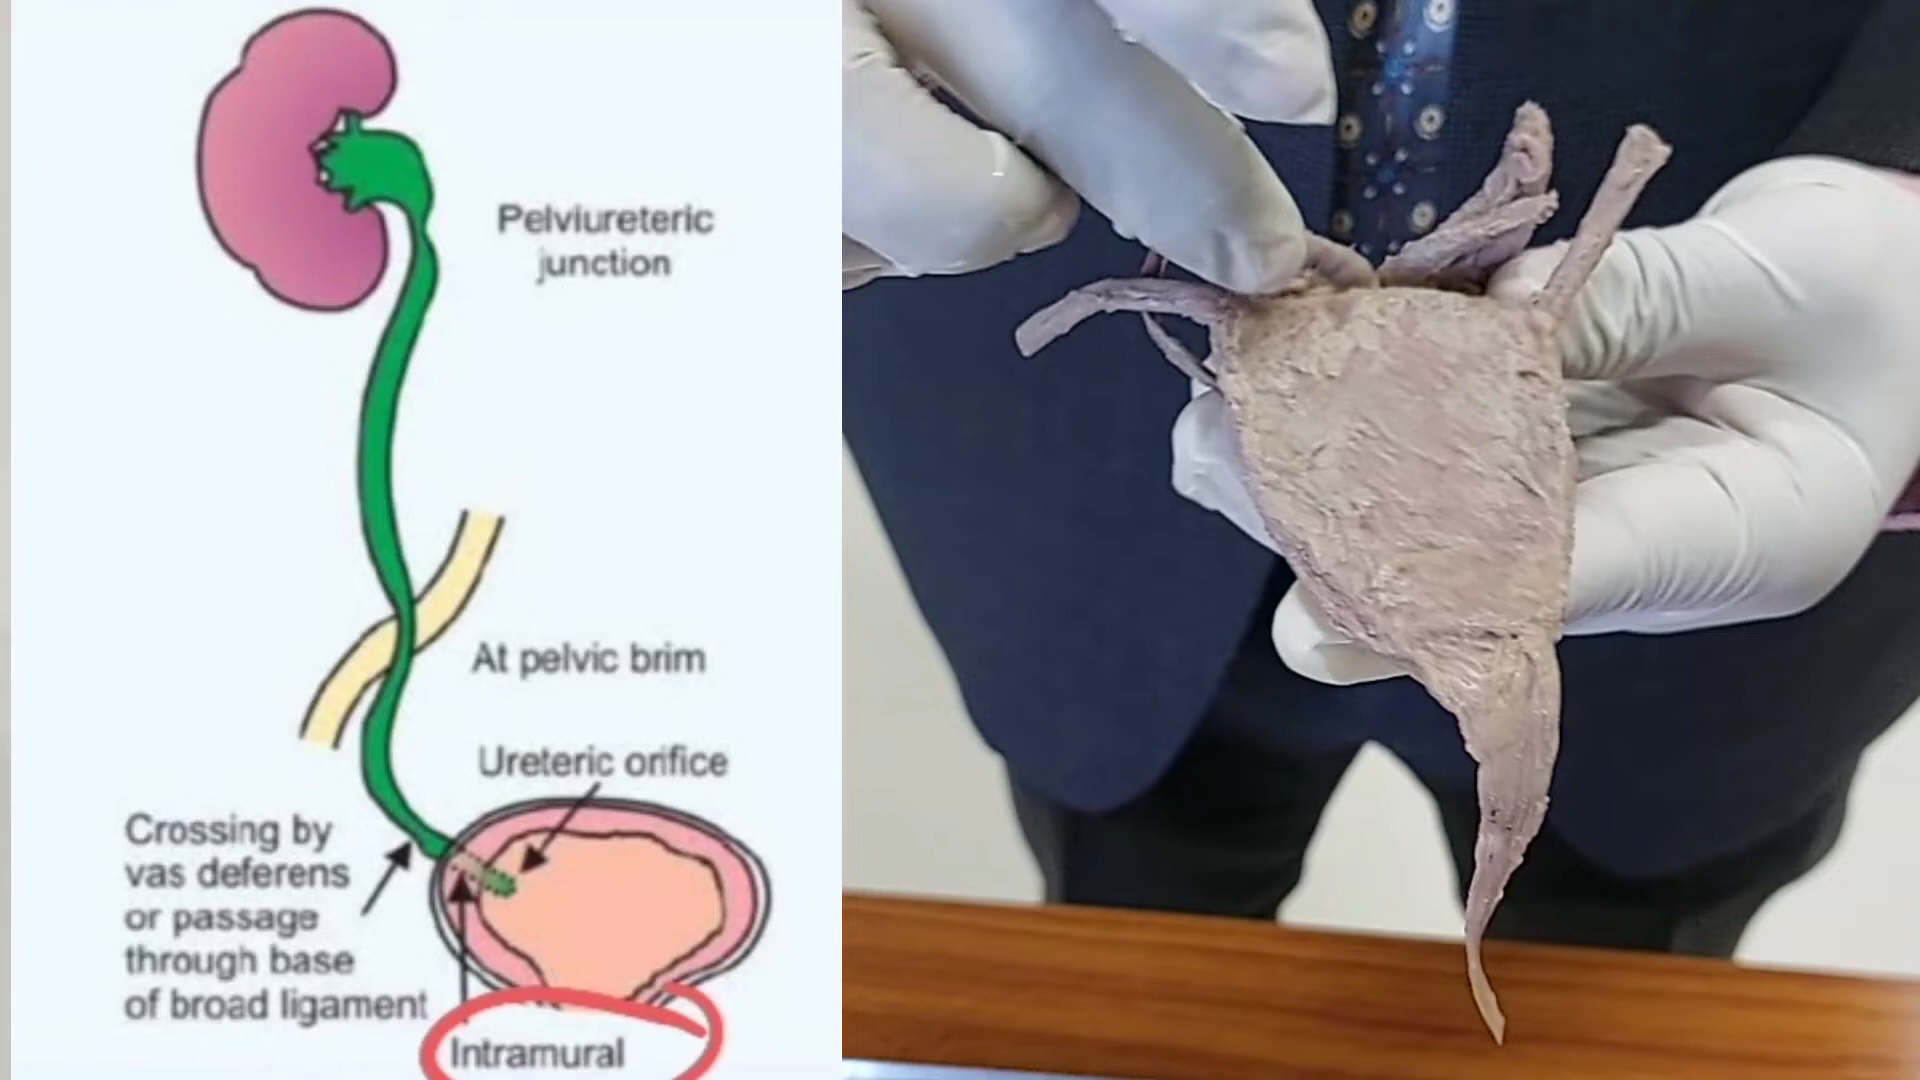 Pelviureteric
junction
At pelvic brim
Ureteric orifice
Crossing by
vas deferens
or passage
through base
of broad ligament
Intramural